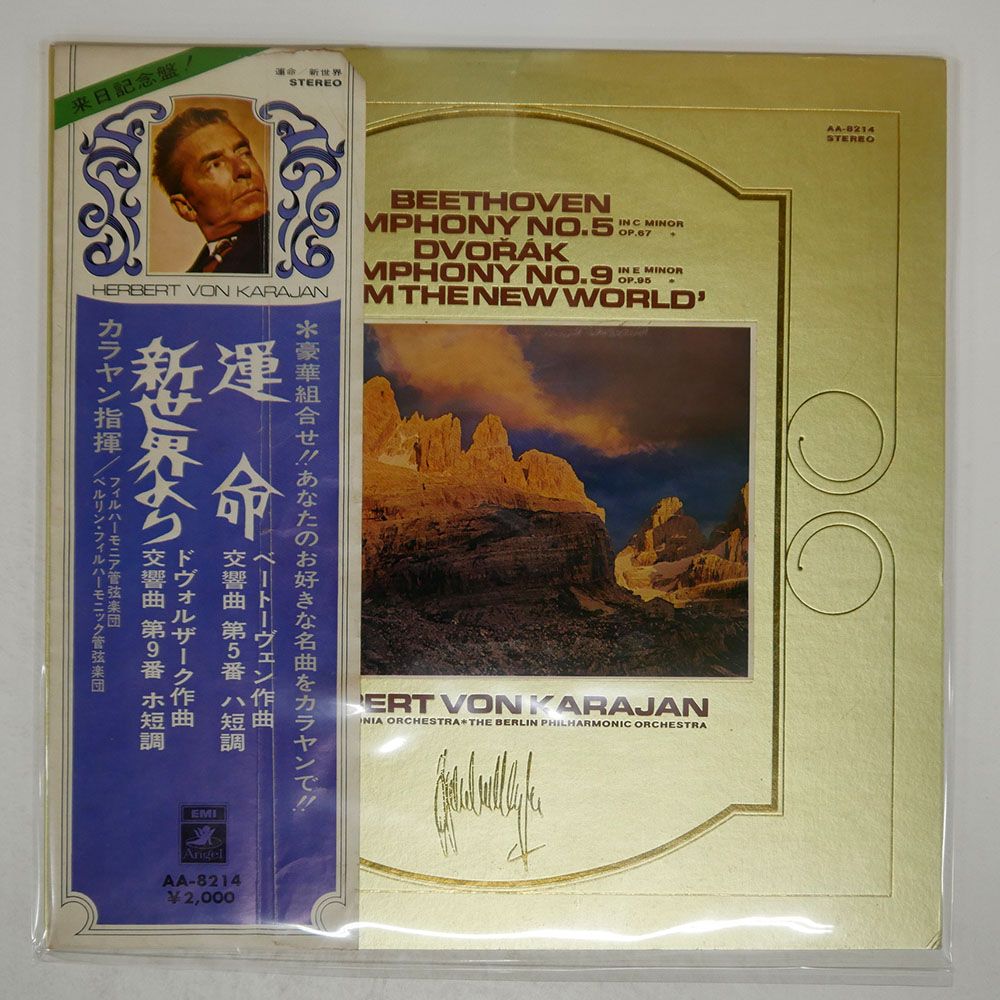 来日記念盤!
運命/新世界
STEREO
HERBERT VON KARAJAN
*豪華組合せ!!あなたのお好きな名曲をカラヤンで!!
運命
ベートーヴェン作曲
交響曲 第5番 ハ短調
新世界より
ドヴォルザーク作曲
交響曲 第9番 ホ短調
カラヤン指揮/
フィルハーモニア管弦楽団
ベルリン・フィルハーモニック管弦楽団
EMI
Angel
AA-8214
¥2,000
AA-8214
STEREO
BEETHOVEN
MPHONY NO.5 IN C MINOR OP.67 *
DVOŘÁK
MPHONY NO.9 IN E MINOR OP.95 *
M THE NEW WORLD'
BERT VON KARAJAN
NIA ORCHESTRA*THE BERLIN PHILHARMONIC ORCHESTRA